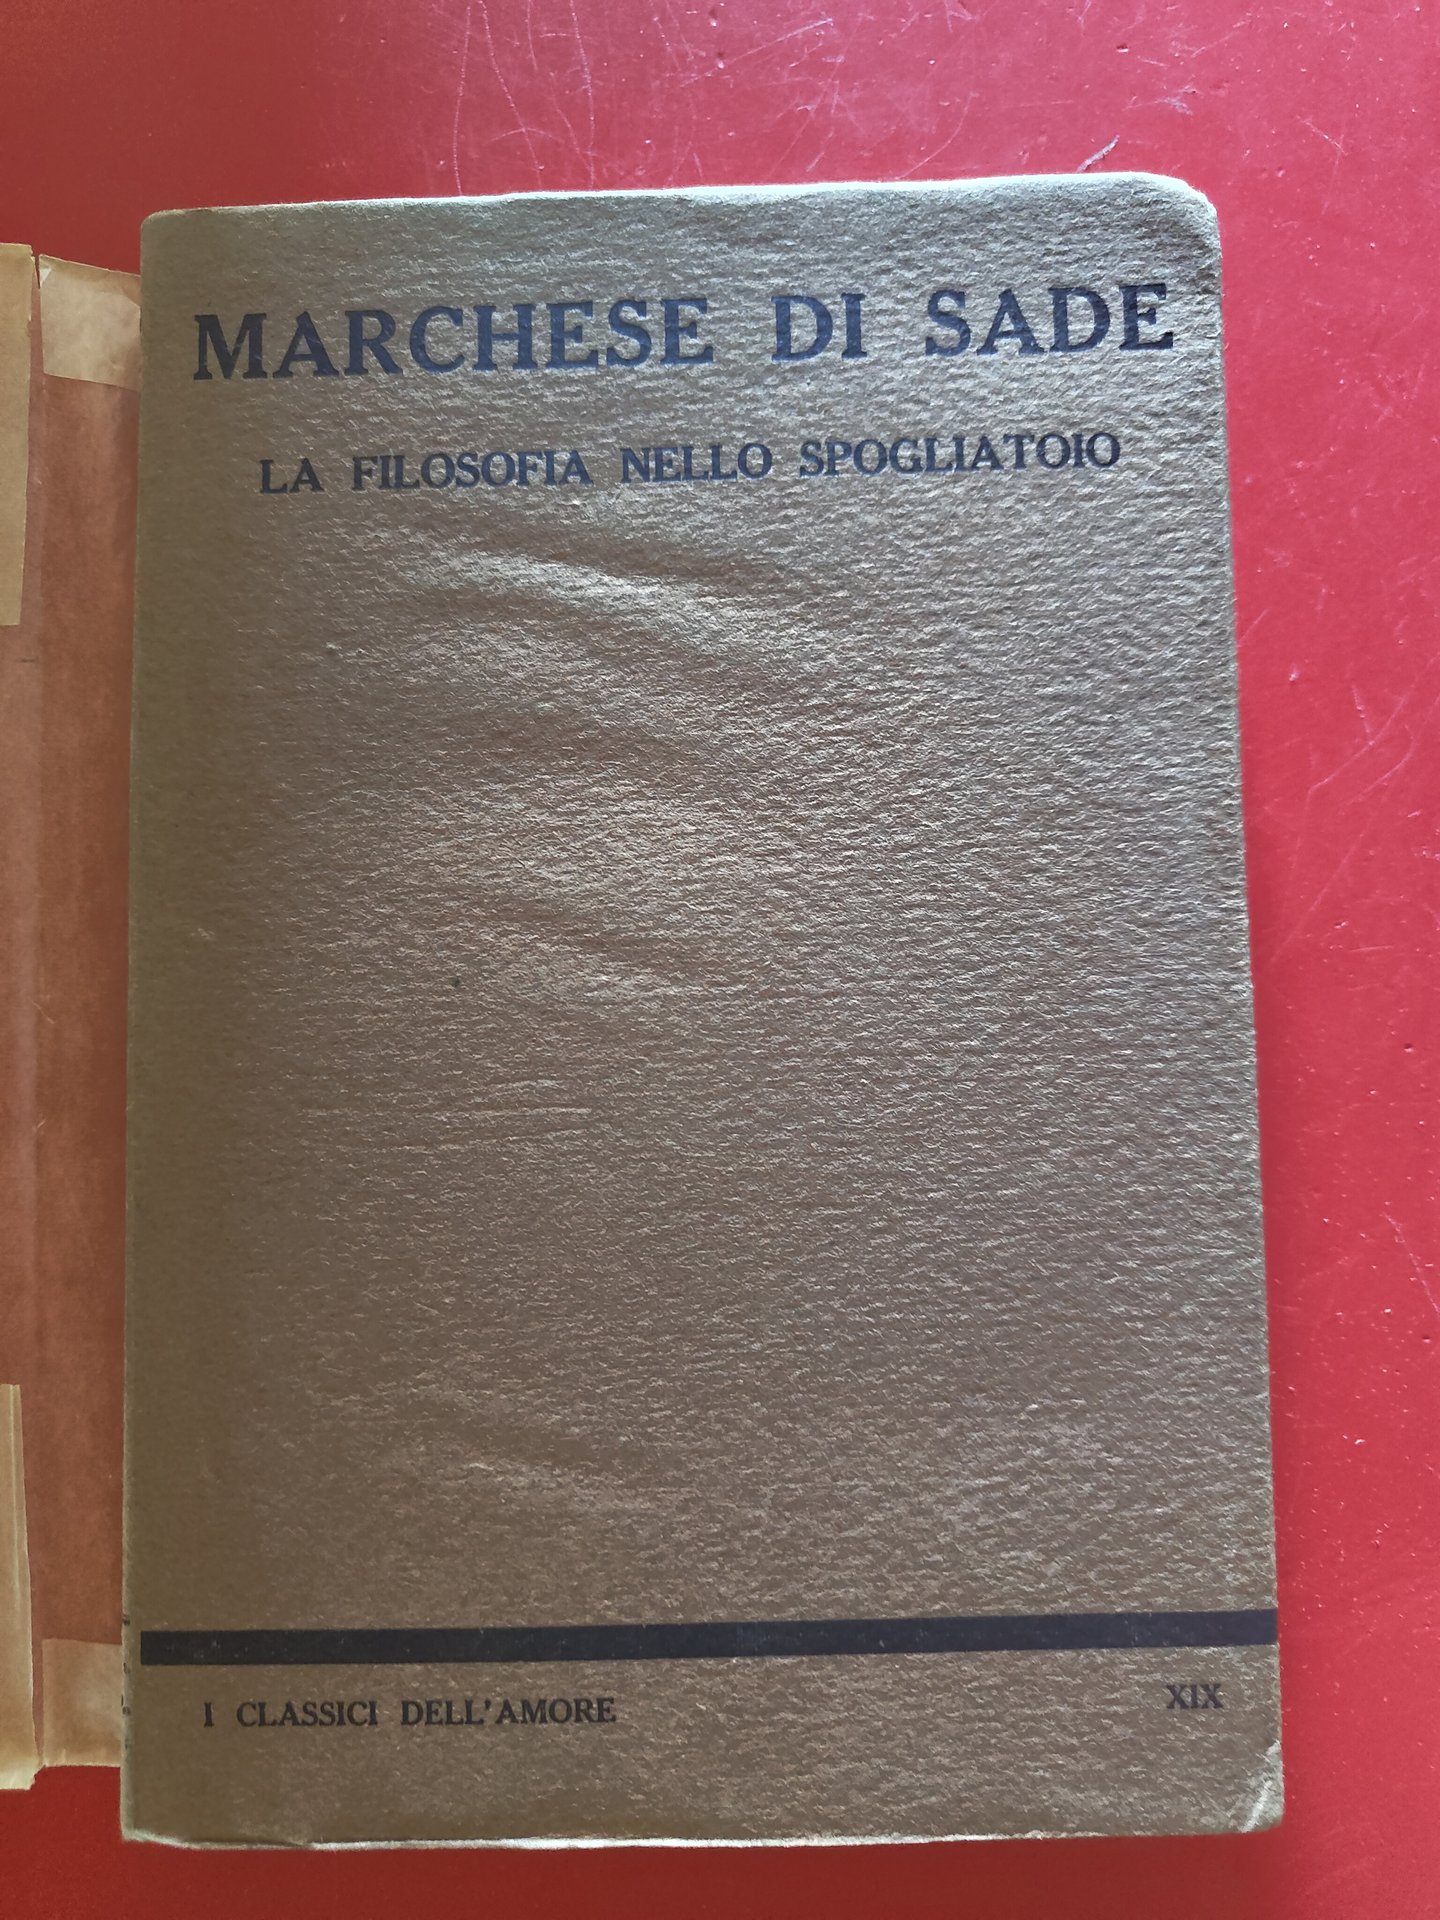 MARCHESE DI SADE
LA FILOSOFIA NELLO SPOGLIATOIO
I CLASSICI DELL'AMORE
XIX